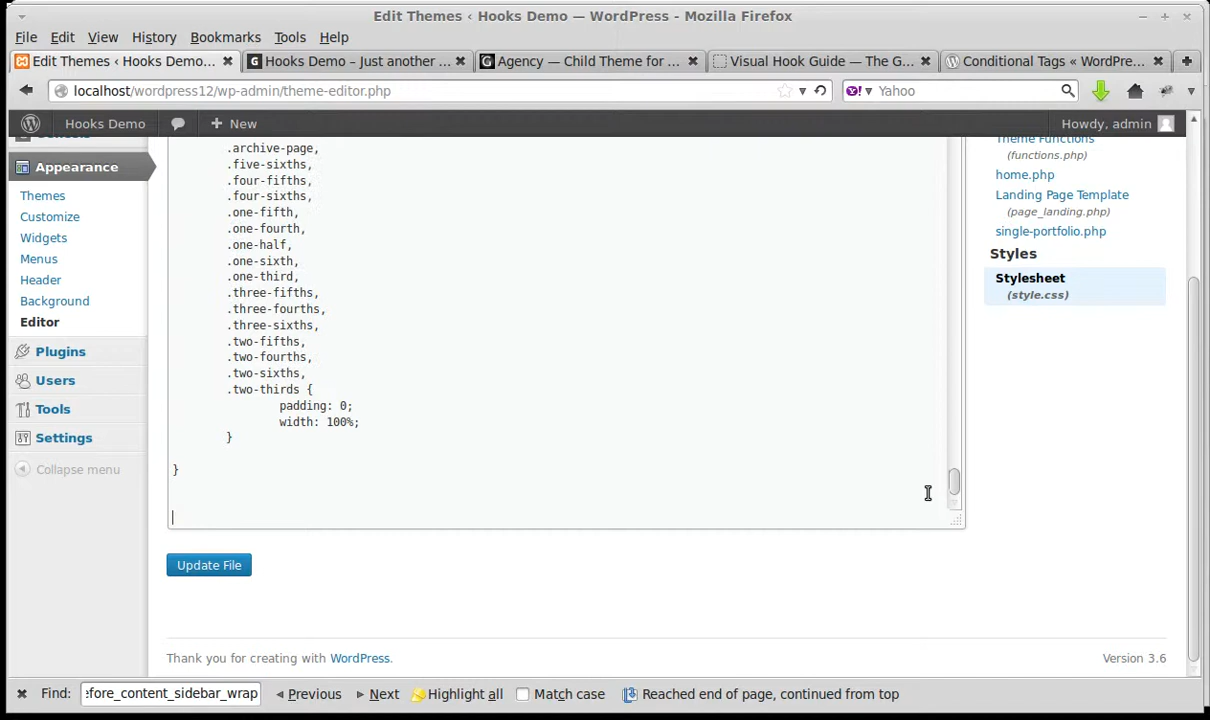 Edit Themes ‹ Hooks Demo — WordPress - Mozilla Firefox
File Edit View History Bookmarks Tools Help
Edit Themes ‹ Hooks Demo... Hooks Demo – Just another ... Agency — Child Theme for ... Visual Hook Guide — The G... Conditional Tags « WordPre...
localhost/wordpress12/wp-admin/theme-editor.php Yahoo
Hooks Demo + New Howdy, admin
Appearance
Themes
Customize
Widgets
Menus
Header
Background
Editor
Plugins
Users
Tools
Settings
Collapse menu
.archive-page,
.five-sixths,
.four-fifths,
.four-sixths,
.one-fifth,
.one-fourth,
.one-half,
.one-sixth,
.one-third,
.three-fifths,
.three-fourths,
.three-sixths,
.two-fifths,
.two-fourths,
.two-sixths,
.two-thirds {
padding: 0;
width: 100%;
}
}
Update File
Theme Functions
(functions.php)
home.php
Landing Page Template
(page_landing.php)
single-portfolio.php
Styles
Stylesheet
(style.css)
Thank you for creating with WordPress. Version 3.6
Find: efore_content_sidebar_wrap Previous Next Highlight all Match case Reached end of page, continued from top